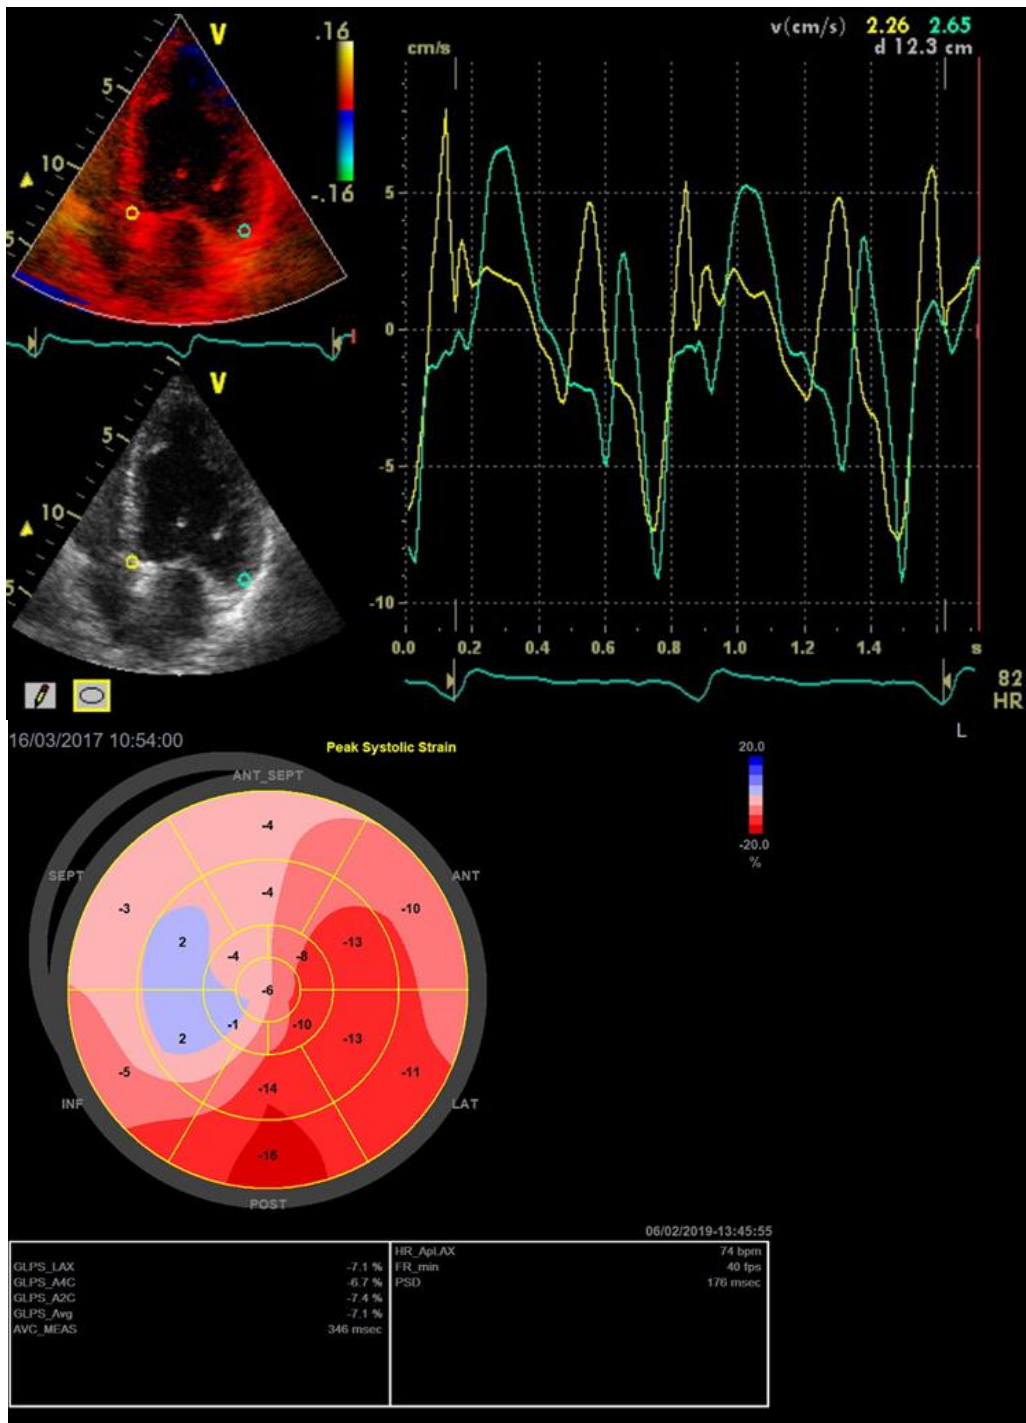 V
.16
-.16
5
10
5
V
5
10
5
v(cm/s) 2.26 2.65
d 12.3 cm
cm/s
5
0
-5
-10
0.0 0.2 0.4 0.6 0.8 1.0 1.2 1.4 s
82
HR
16/03/2017 10:54:00
Peak Systolic Strain
L
20.0
-20.0
%
ANT_SEPT
SEPT
ANT
INF
LAT
POST
-4
-4
-3
-10
2
-13
-4
-8
-6
-1
-10
2
-13
-5
-11
-14
-16
06/02/2019-13:45:55
GLPS_LAX -7.1 %
GLPS_A4C -6.7 %
GLPS_A2C -7.4 %
GLPS_Avg -7.1 %
AVC_MEAS 346 msec
HR_ApLAX 74 bpm
FR_min 40 fps
PSD 176 msec